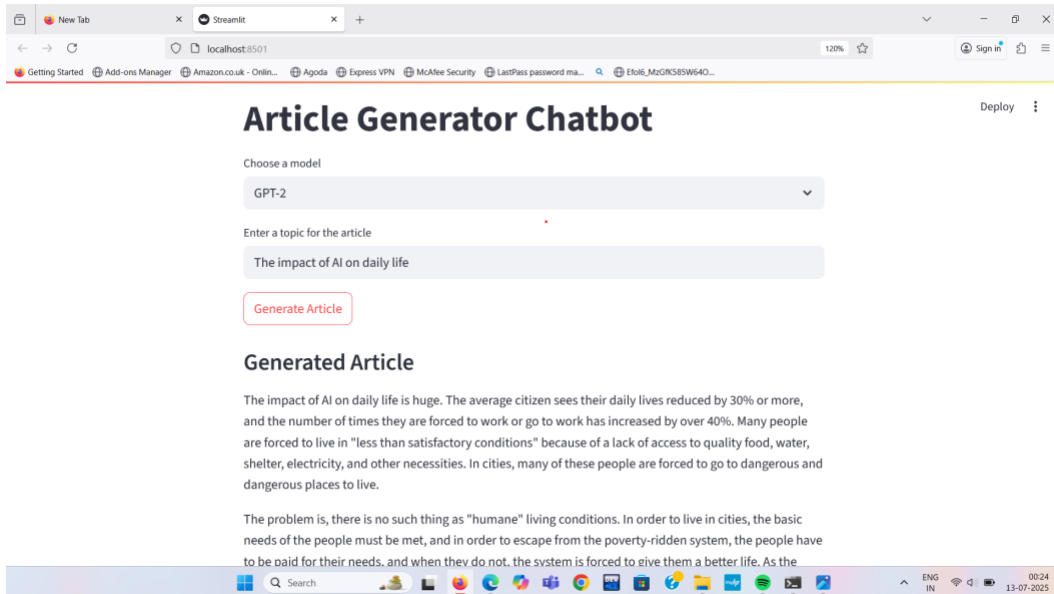 New Tab
Streamlit
localhost:8501
120%
Sign in
Getting Started Add-ons Manager Amazon.co.uk - Onlin... Agoda Express VPN McAfee Security LastPass password ma... EfoI6_MzGfK585W64O...
Deploy
Article Generator Chatbot
Choose a model
GPT-2
Enter a topic for the article
The impact of AI on daily life
Generate Article
Generated Article
The impact of AI on daily life is huge. The average citizen sees their daily lives reduced by 30% or more,
and the number of times they are forced to work or go to work has increased by over 40%. Many people
are forced to live in "less than satisfactory conditions" because of a lack of access to quality food, water,
shelter, electricity, and other necessities. In cities, many of these people are forced to go to dangerous and
dangerous places to live.
The problem is, there is no such thing as "humane" living conditions. In order to live in cities, the basic
needs of the people must be met, and in order to escape from the poverty-ridden system, the people have
to be paid for their needs, and when they do not, the system is forced to give them a better life. As the
Search
ENG
IN
00:24
13-07-2025